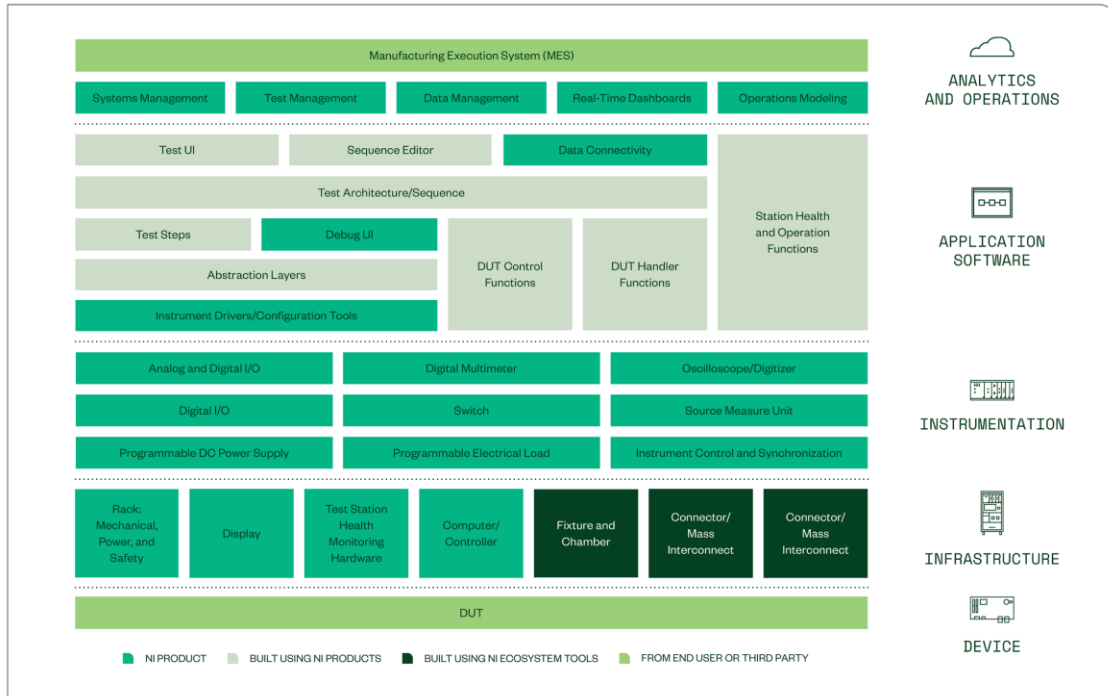 Manufacturing Execution System (MES)
Systems Management
Test Management
Data Management
Real-Time Dashboards
Operations Modeling
ANALYTICS
AND OPERATIONS
Test UI
Sequence Editor
Data Connectivity
Test Architecture/Sequence
Test Steps
Debug UI
Abstraction Layers
Instrument Drivers/Configuration Tools
DUT Control
Functions
DUT Handler
Functions
Station Health
and Operation
Functions
APPLICATION
SOFTWARE
Analog and Digital I/O
Digital Multimeter
Oscilloscope/Digitizer
Digital I/O
Switch
Source Measure Unit
Programmable DC Power Supply
Programmable Electrical Load
Instrument Control and Synchronization
INSTRUMENTATION
Rack:
Mechanical,
Power, and
Safety
Display
Test Station
Health
Monitoring
Hardware
Computer/
Controller
Fixture and
Chamber
Connector/
Mass
Interconnect
Connector/
Mass
Interconnect
INFRASTRUCTURE
DUT
DEVICE
NI PRODUCT
BUILT USING NI PRODUCTS
BUILT USING NI ECOSYSTEM TOOLS
FROM END USER OR THIRD PARTY